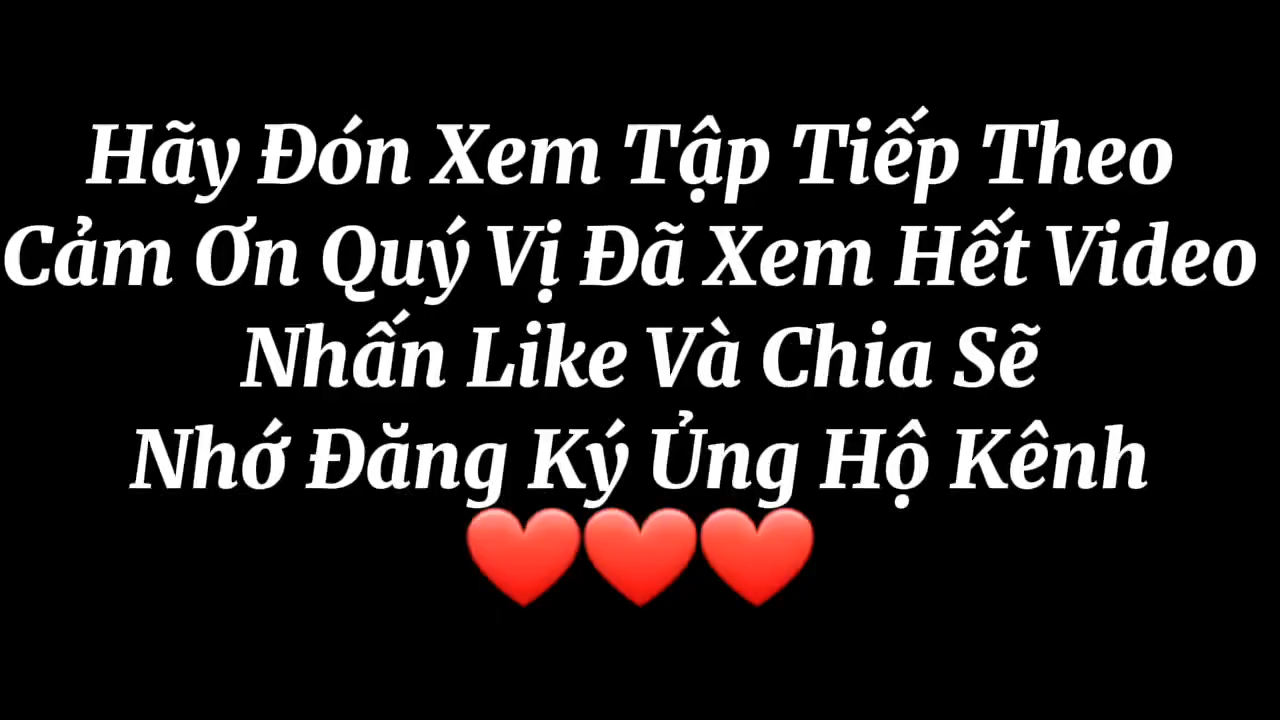 Hãy Đón Xem Tập Tiếp Theo
Cảm Ơn Quý Vị Đã Xem Hết Video
Nhấn Like Và Chia Sẽ
Nhớ Đăng Ký Ủng Hộ Kênh
❤️❤️❤️